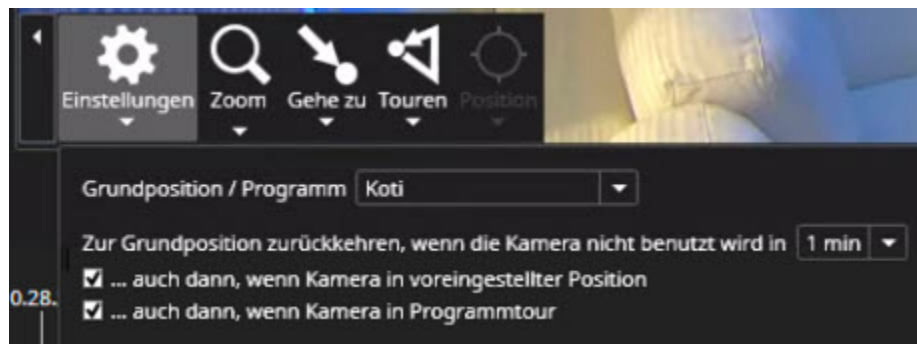 Einstellungen Zoom Gehe zu Touren Position
Grundposition / Programm Koti
Zur Grundposition zurückkehren, wenn die Kamera nicht benutzt wird in 1 min
... auch dann, wenn Kamera in voreingestellter Position
0.28.
... auch dann, wenn Kamera in Programmtour